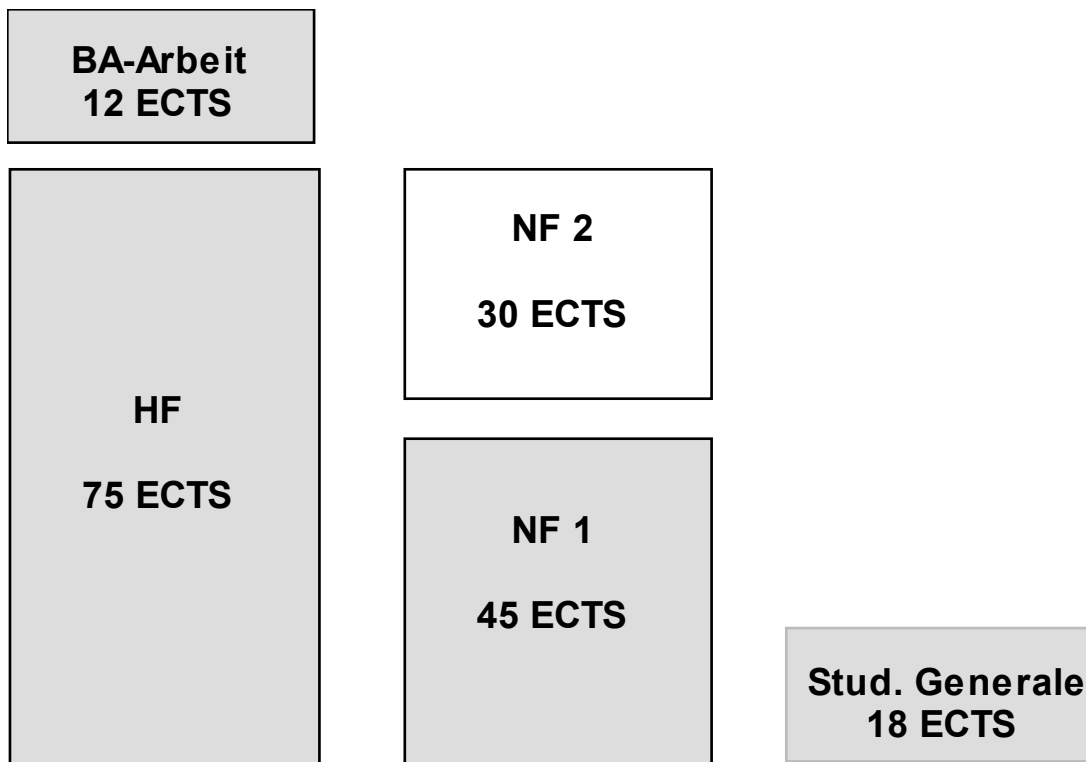 BA-Arbeit
12 ECTS
HF
75 ECTS
NF 2
30 ECTS
NF 1
45 ECTS
Stud. Generale
18 ECTS